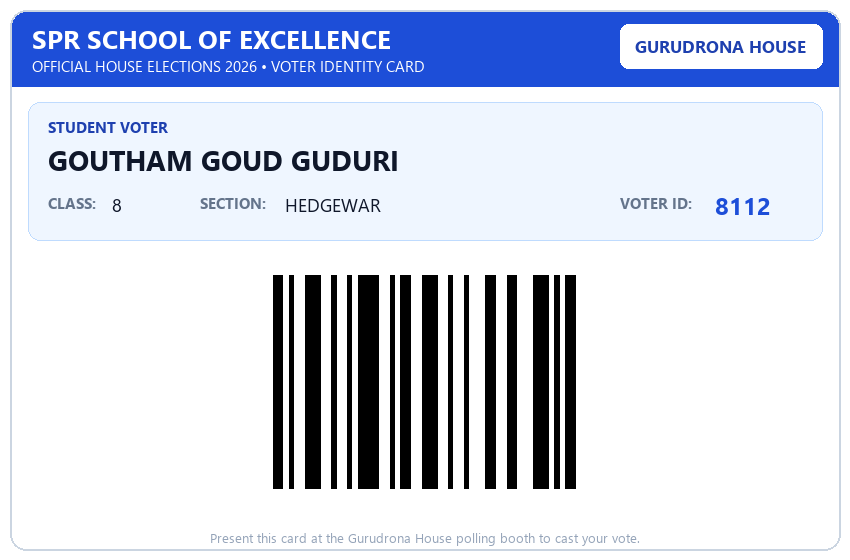 SPR SCHOOL OF EXCELLENCE
OFFICIAL HOUSE ELECTIONS 2026 • VOTER IDENTITY CARD
GURUDRONA HOUSE
STUDENT VOTER
GOUTHAM GOUD GUDURI
CLASS: 8 SECTION: HEDGEWAR VOTER ID: 8112
Present this card at the Gurudrona House polling booth to cast your vote.